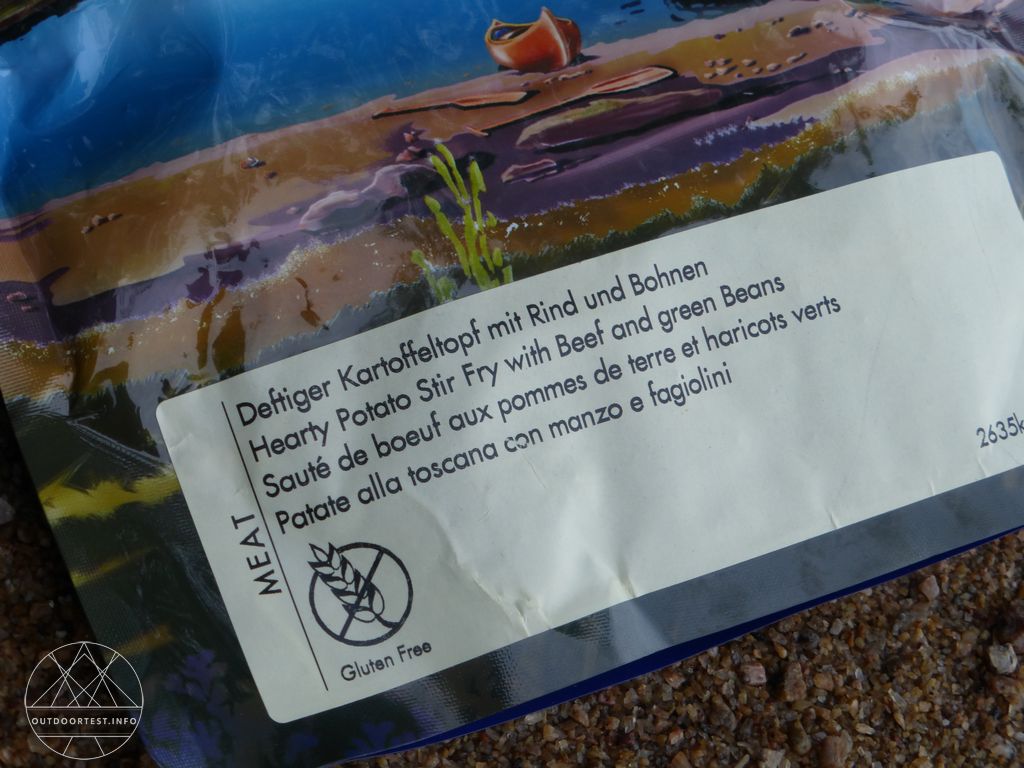 Deftiger Kartoffeltopf mit Rind und Bohnen
Hearty Potato Stir Fry with Beef and green Beans
Sauté de boeuf aux pommes de terre et haricots verts
Patate alla toscana con manzo e fagiolini
MEAT
Gluten Free
2635k
OUTDOORTEST.INFO